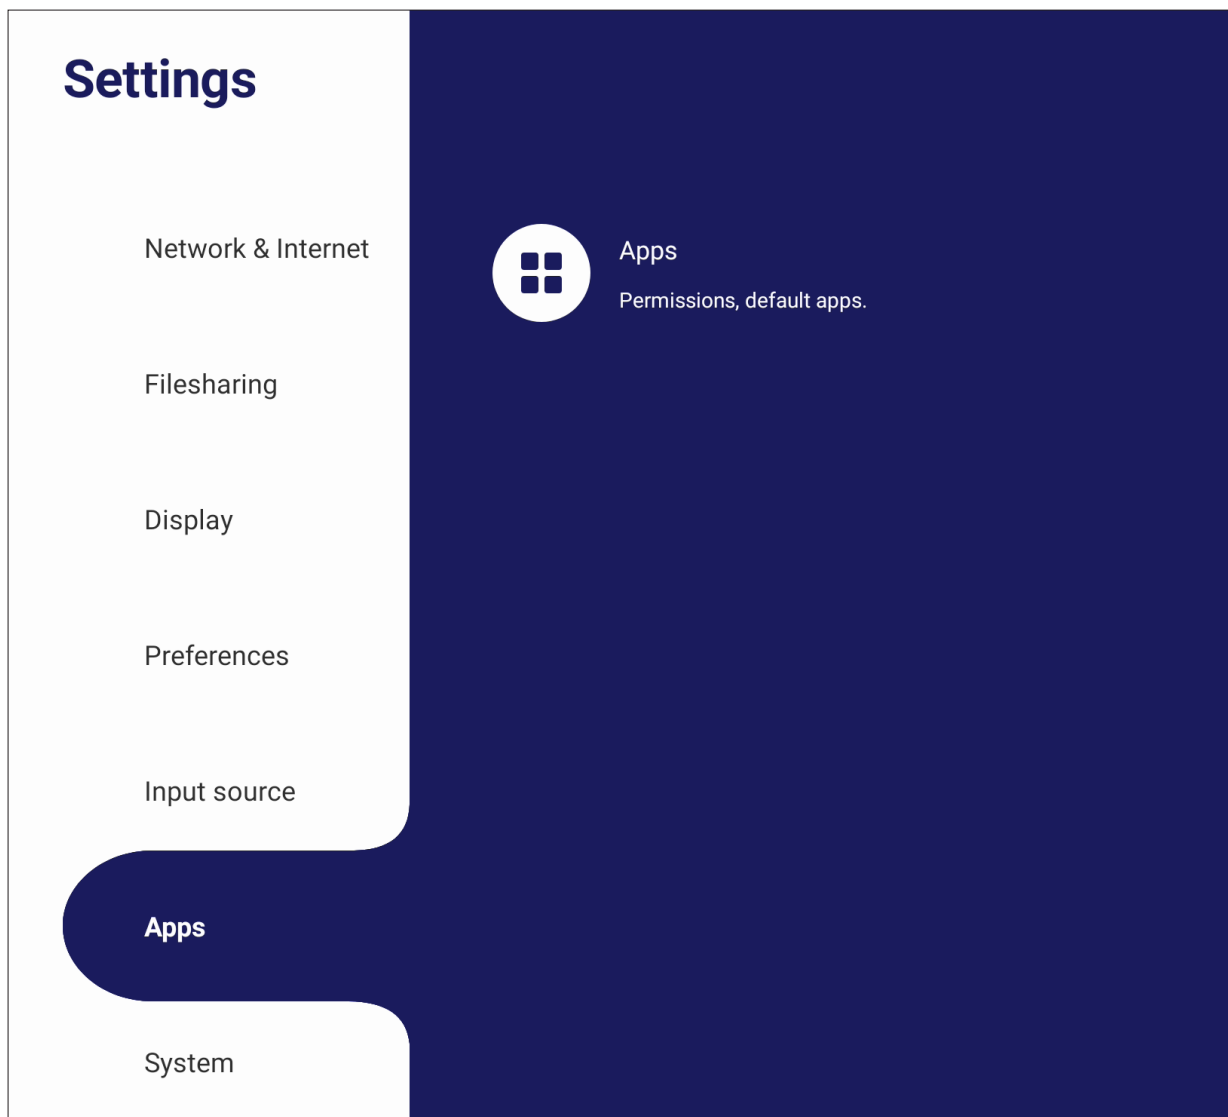 Settings
Network & Internet
Filesharing
Display
Preferences
Input source
Apps
System
Apps
Permissions, default apps.